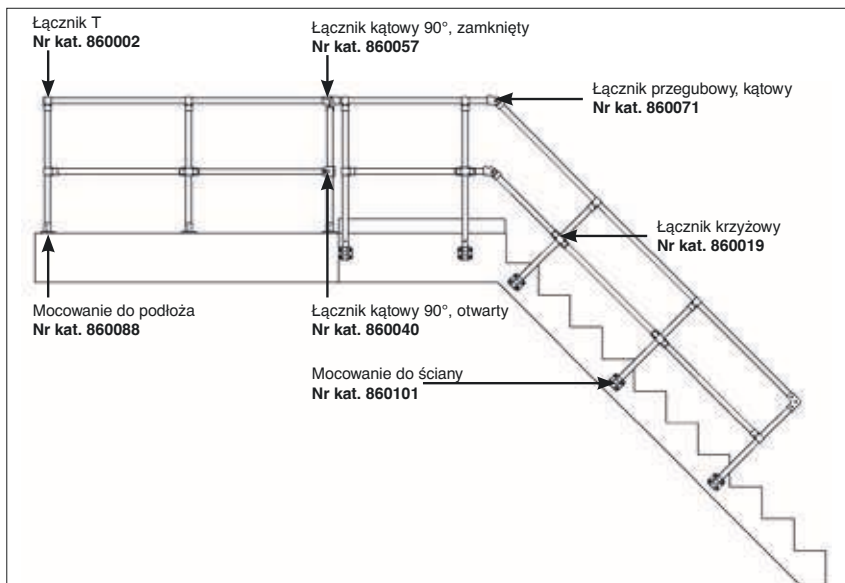 Łącznik T
Nr kat. 860002
Łącznik kątowy 90°, zamknięty
Nr kat. 860057
Łącznik przegubowy, kątowy
Nr kat. 860071
Łącznik krzyżowy
Nr kat. 860019
Mocowanie do podłoża
Nr kat. 860088
Łącznik kątowy 90°, otwarty
Nr kat. 860040
Mocowanie do ściany
Nr kat. 860101